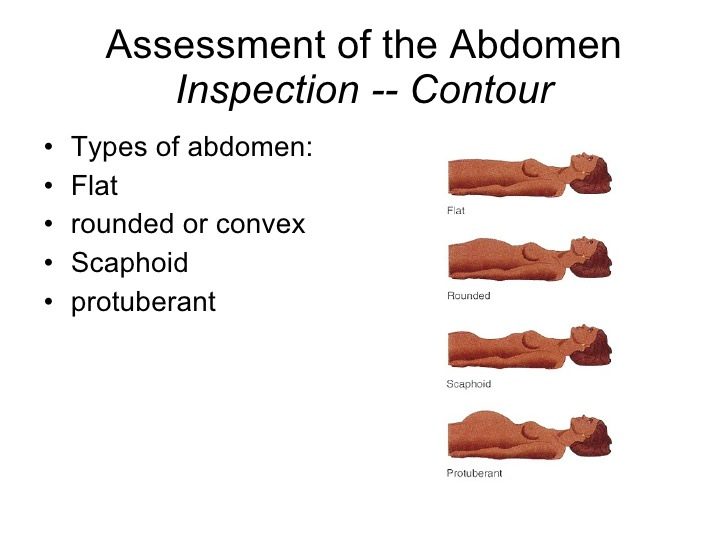 Assessment of the Abdomen
Inspection -- Contour
• Types of abdomen:
• Flat
• rounded or convex
• Scaphoid
• protuberant
Flat
Rounded
Scaphoid
Protuberant